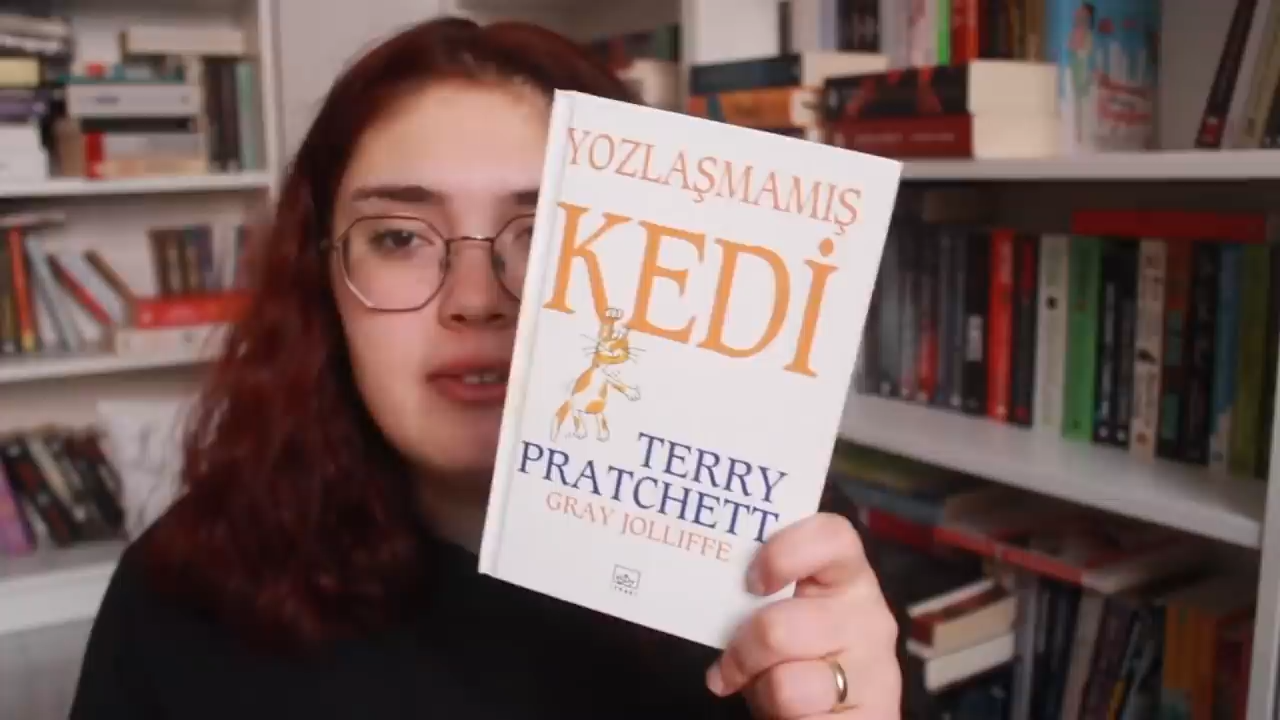 YOZLAŞMAMIŞ
KEDİ
TERRY
PRATCHETT
GRAY JOLLIFFE